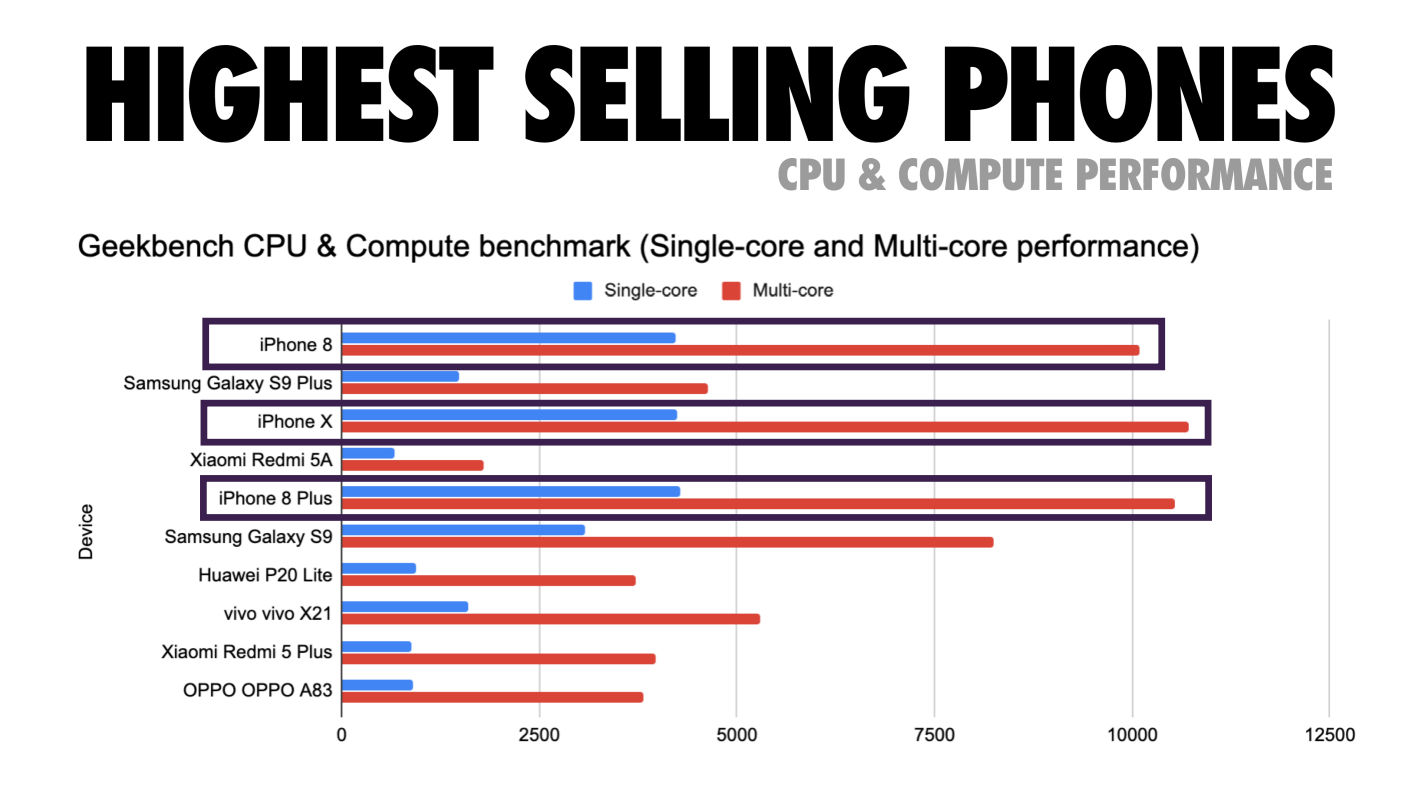 HIGHEST SELLING PHONES
CPU & COMPUTE PERFORMANCE
Geekbench CPU & Compute benchmark (Single-core and Multi-core performance)
Single-core Multi-core
iPhone 8
Samsung Galaxy S9 Plus
iPhone X
Xiaomi Redmi 5A
iPhone 8 Plus
Samsung Galaxy S9
Huawei P20 Lite
vivo vivo X21
Xiaomi Redmi 5 Plus
OPPO OPPO A83
Device
0 2500 5000 7500 10000 12500